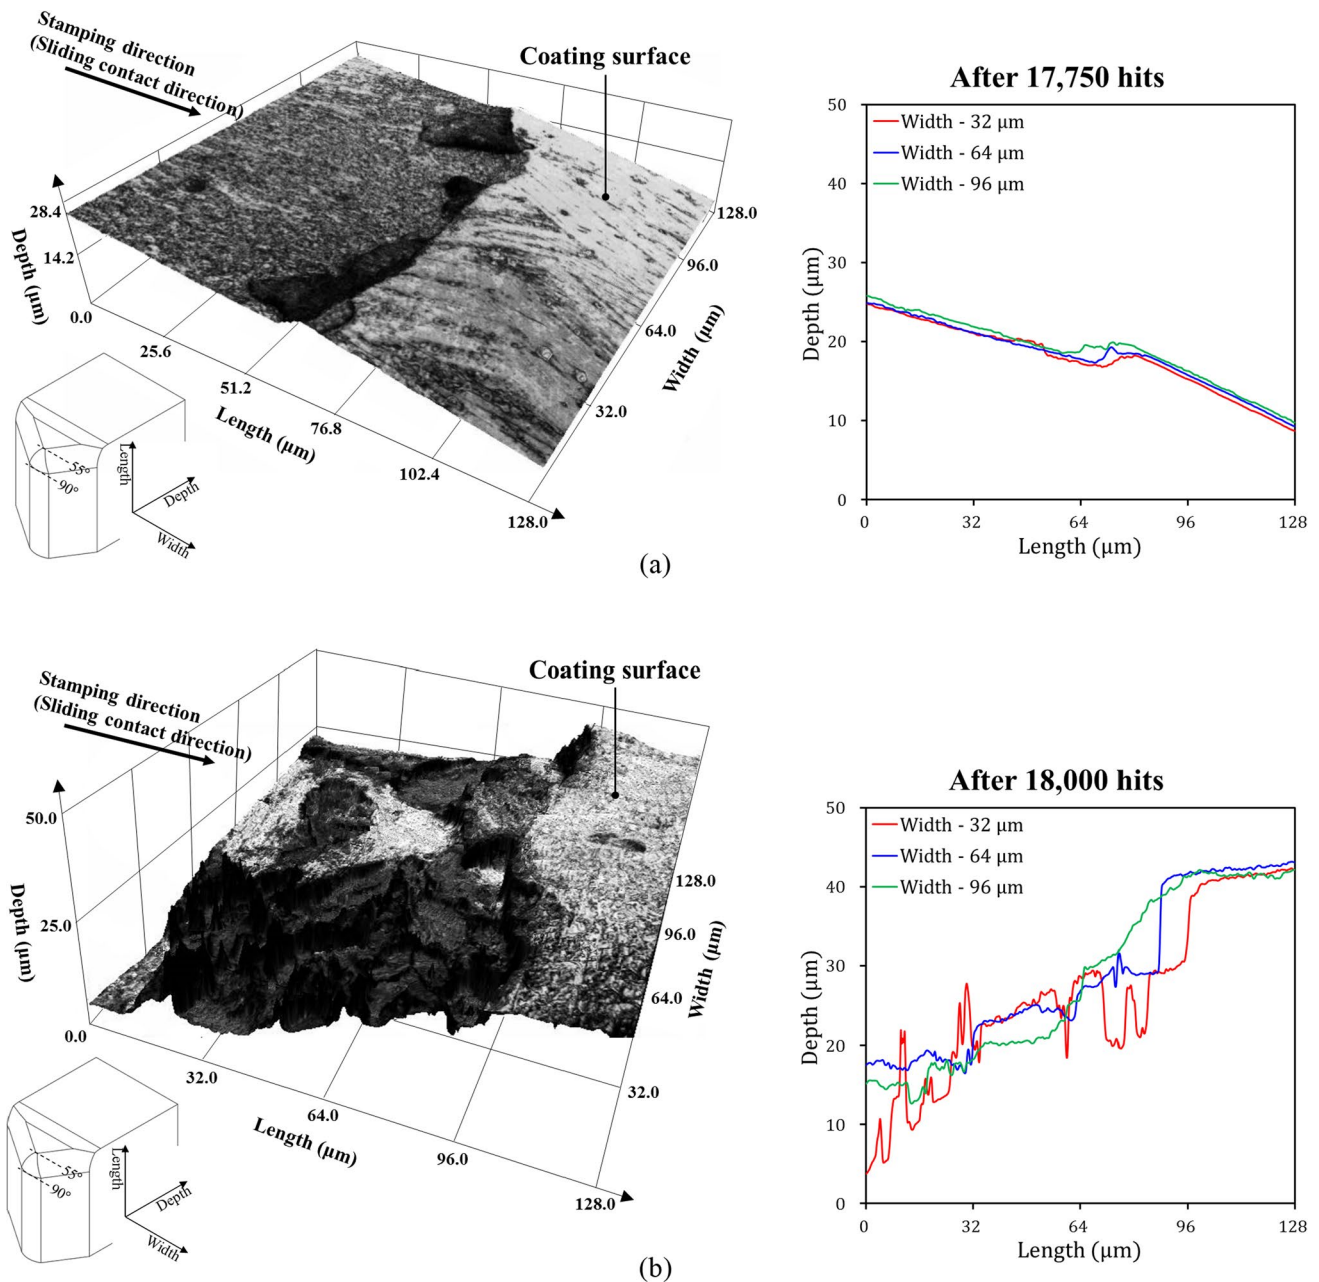 Stamping direction
(Sliding contact direction)
Coating surface
28.4
14.2
0.0
Depth (μm)
25.6
51.2
76.8
102.4
128.0
Length (μm)
128.0
96.0
64.0
32.0
Width (μm)
55°
90°
Length
Depth
Width
After 17,750 hits
Width - 32 μm
Width - 64 μm
Width - 96 μm
50
40
30
20
10
0
Depth (μm)
0
32
64
96
128
Length (μm)
(a)
Stamping direction
(Sliding contact direction)
Coating surface
50.0
25.0
0.0
Depth (μm)
32.0
64.0
96.0
128.0
Length (μm)
128.0
96.0
64.0
32.0
Width (μm)
55°
90°
Length
Depth
Width
After 18,000 hits
Width - 32 μm
Width - 64 μm
Width - 96 μm
50
40
30
20
10
0
Depth (μm)
0
32
64
96
128
Length (μm)
(b)